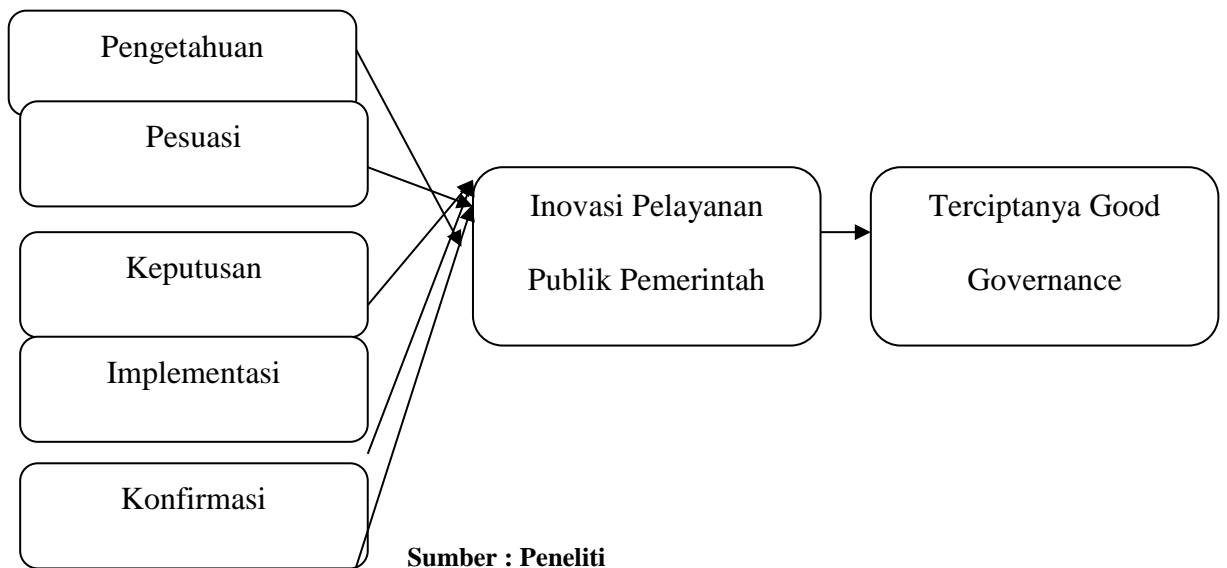 Pengetahuan
Pesuasi
Keputusan
Implementasi
Konfirmasi
Inovasi Pelayanan
Publik Pemerintah
Terciptanya Good
Governance
Sumber : Peneliti